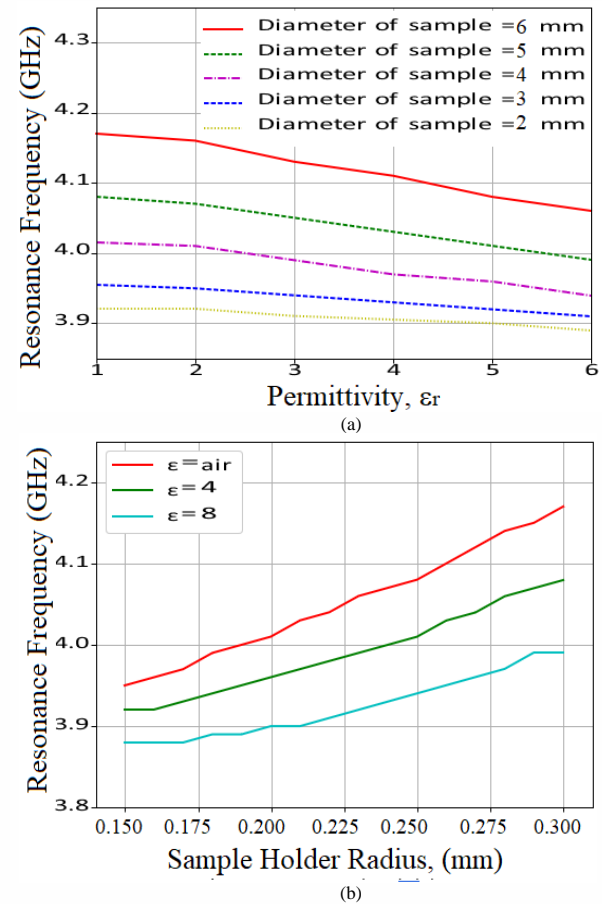 Resonance Frequency (GHz)
4.3
4.2
4.1
4.0
3.9
Diameter of sample =6 mm
Diameter of sample =5 mm
Diameter of sample =4 mm
Diameter of sample =3 mm
Diameter of sample =2 mm
1 2 3 4 5 6
Permittivity, εr
(a)
Resonance Frequency (GHz)
4.2
4.1
4.0
3.9
3.8
ε=air
ε=4
ε=8
0.150 0.175 0.200 0.225 0.250 0.275 0.300
Sample Holder Radius, (mm)
(b)